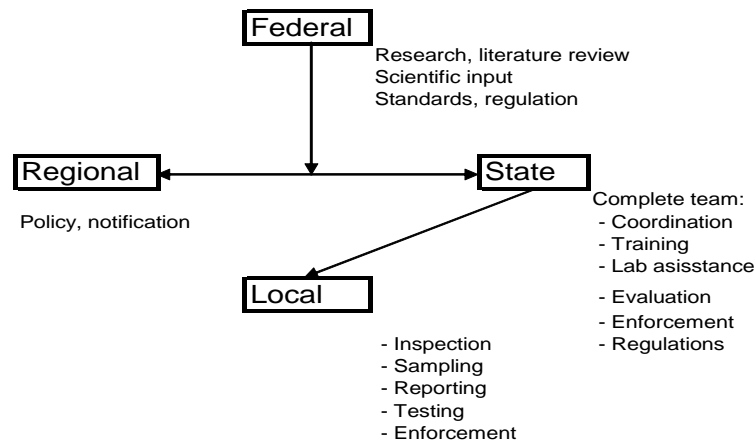 Federal
Research, literature review
Scientific input
Standards, regulation
Regional
Policy, notification
State
Complete team:
- Coordination
- Training
- Lab asisstance
- Evaluation
- Enforcement
- Regulations
Local
- Inspection
- Sampling
- Reporting
- Testing
- Enforcement